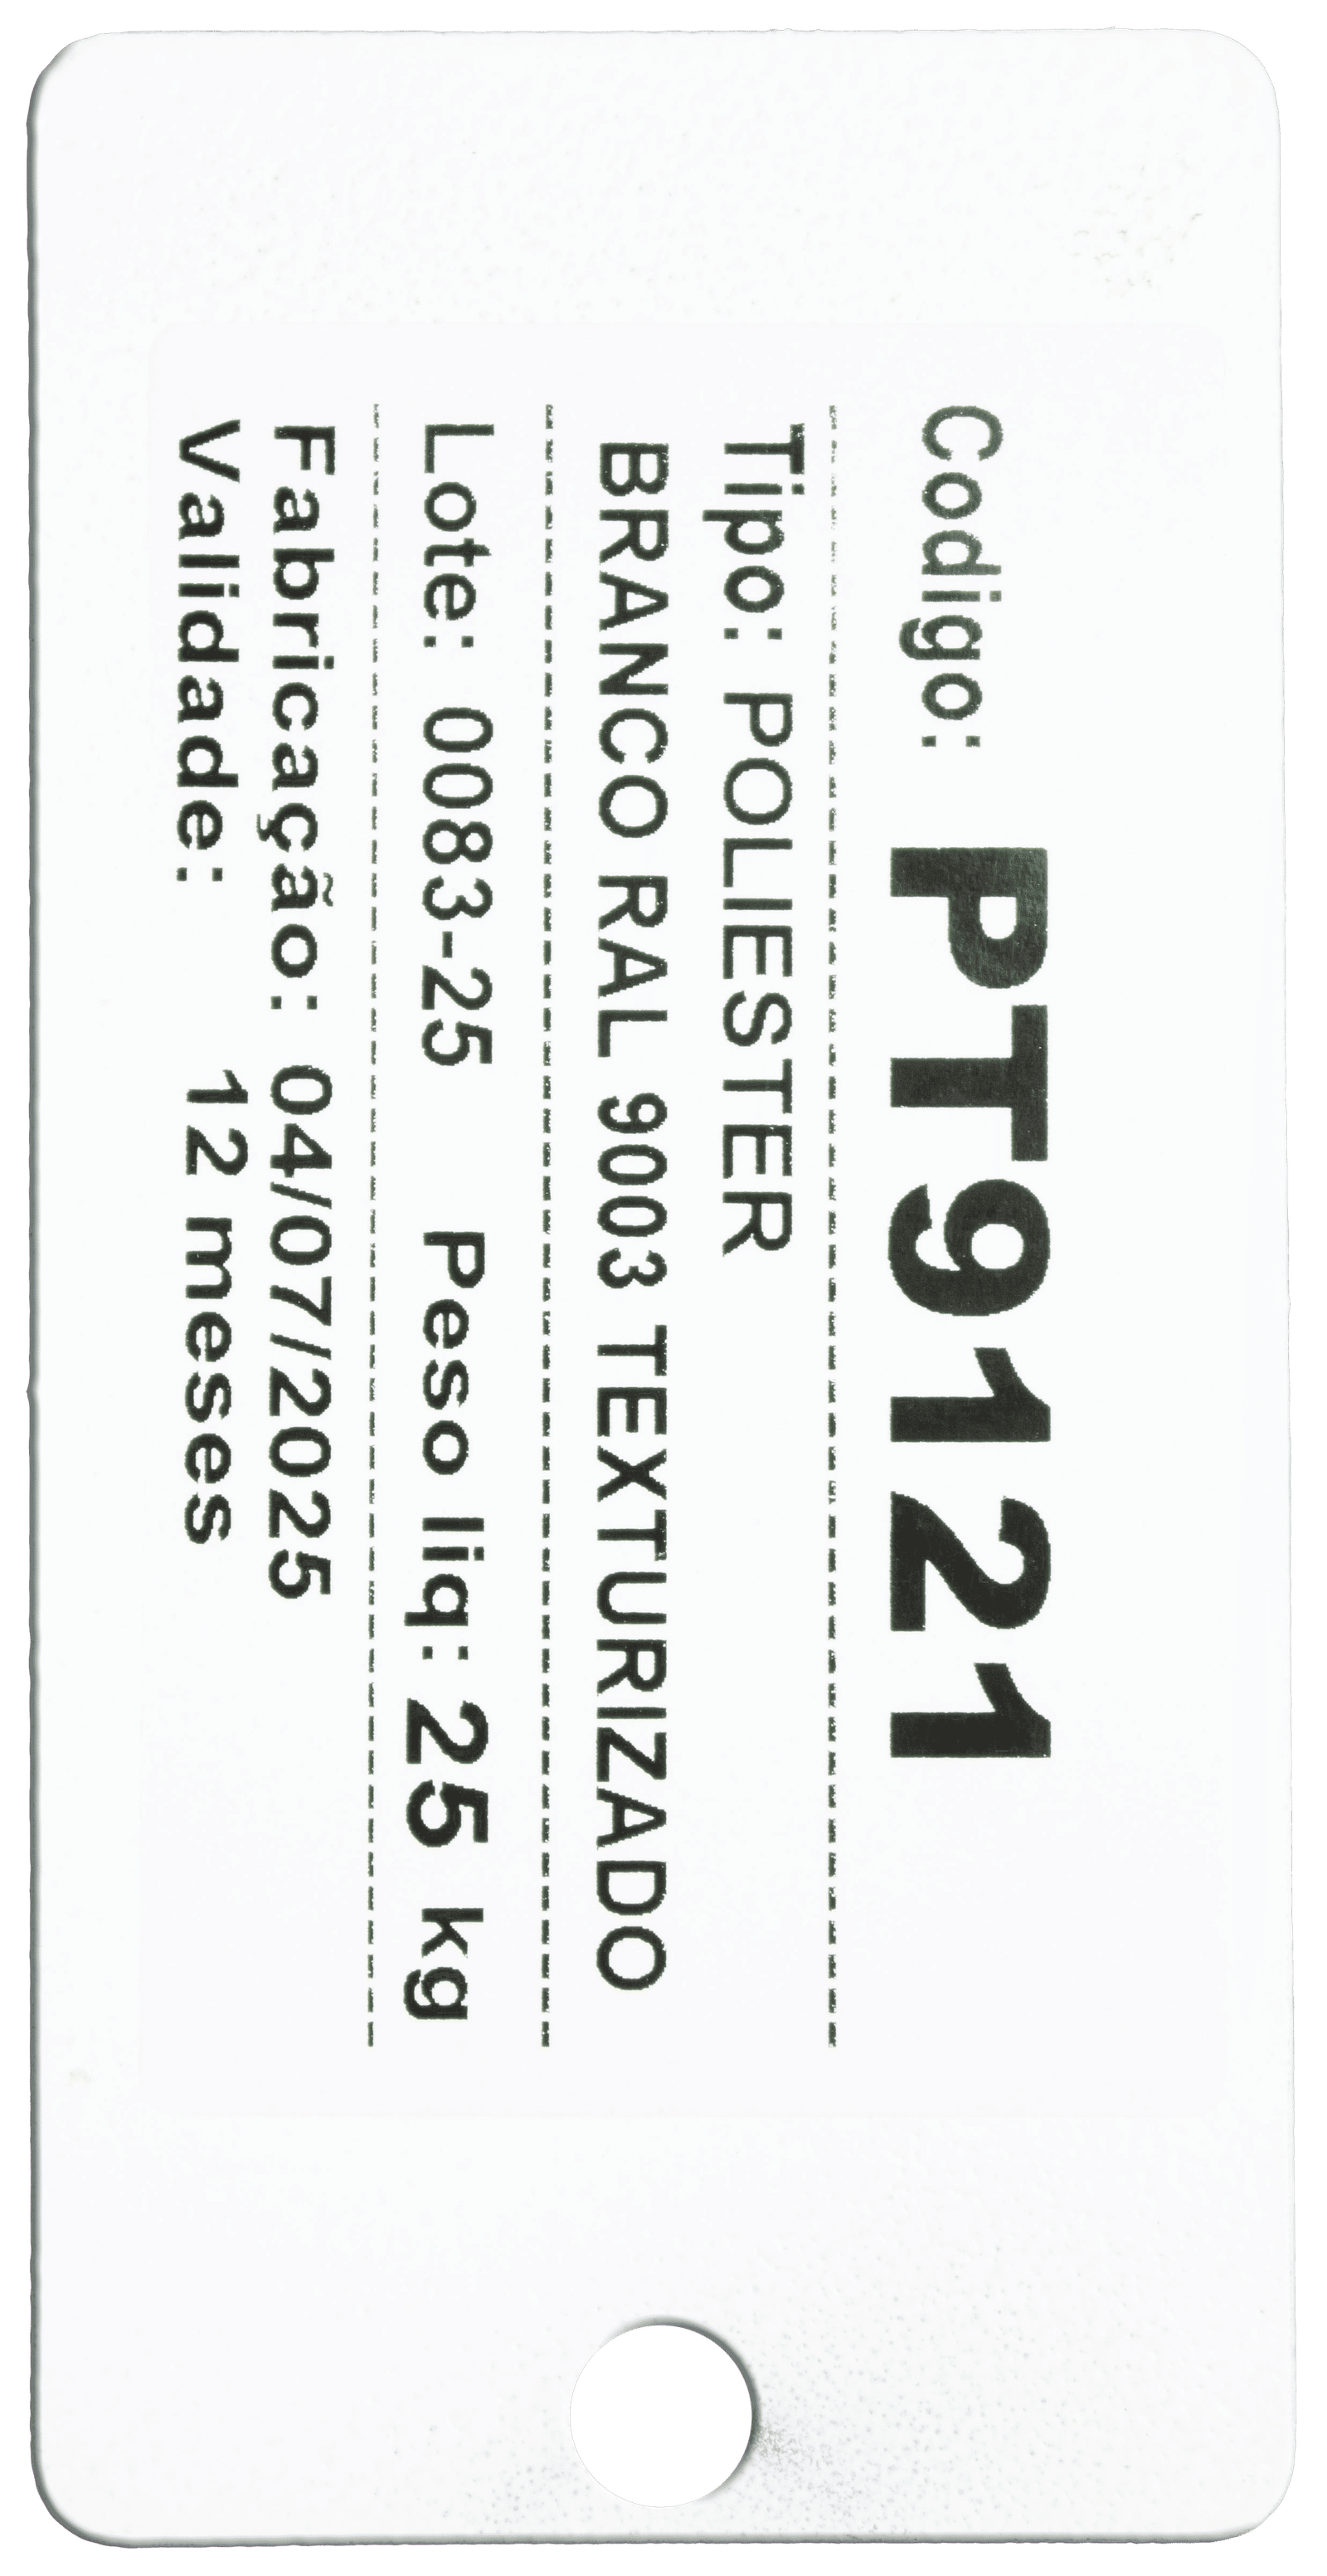 Codigo: PT9121
Tipo: POLIESTER
BRANCO RAL 9003 TEXTURIZADO
Lote: 0083-25 Peso liq: 25 kg
Fabricação: 04/07/2025
Validade: 12 meses